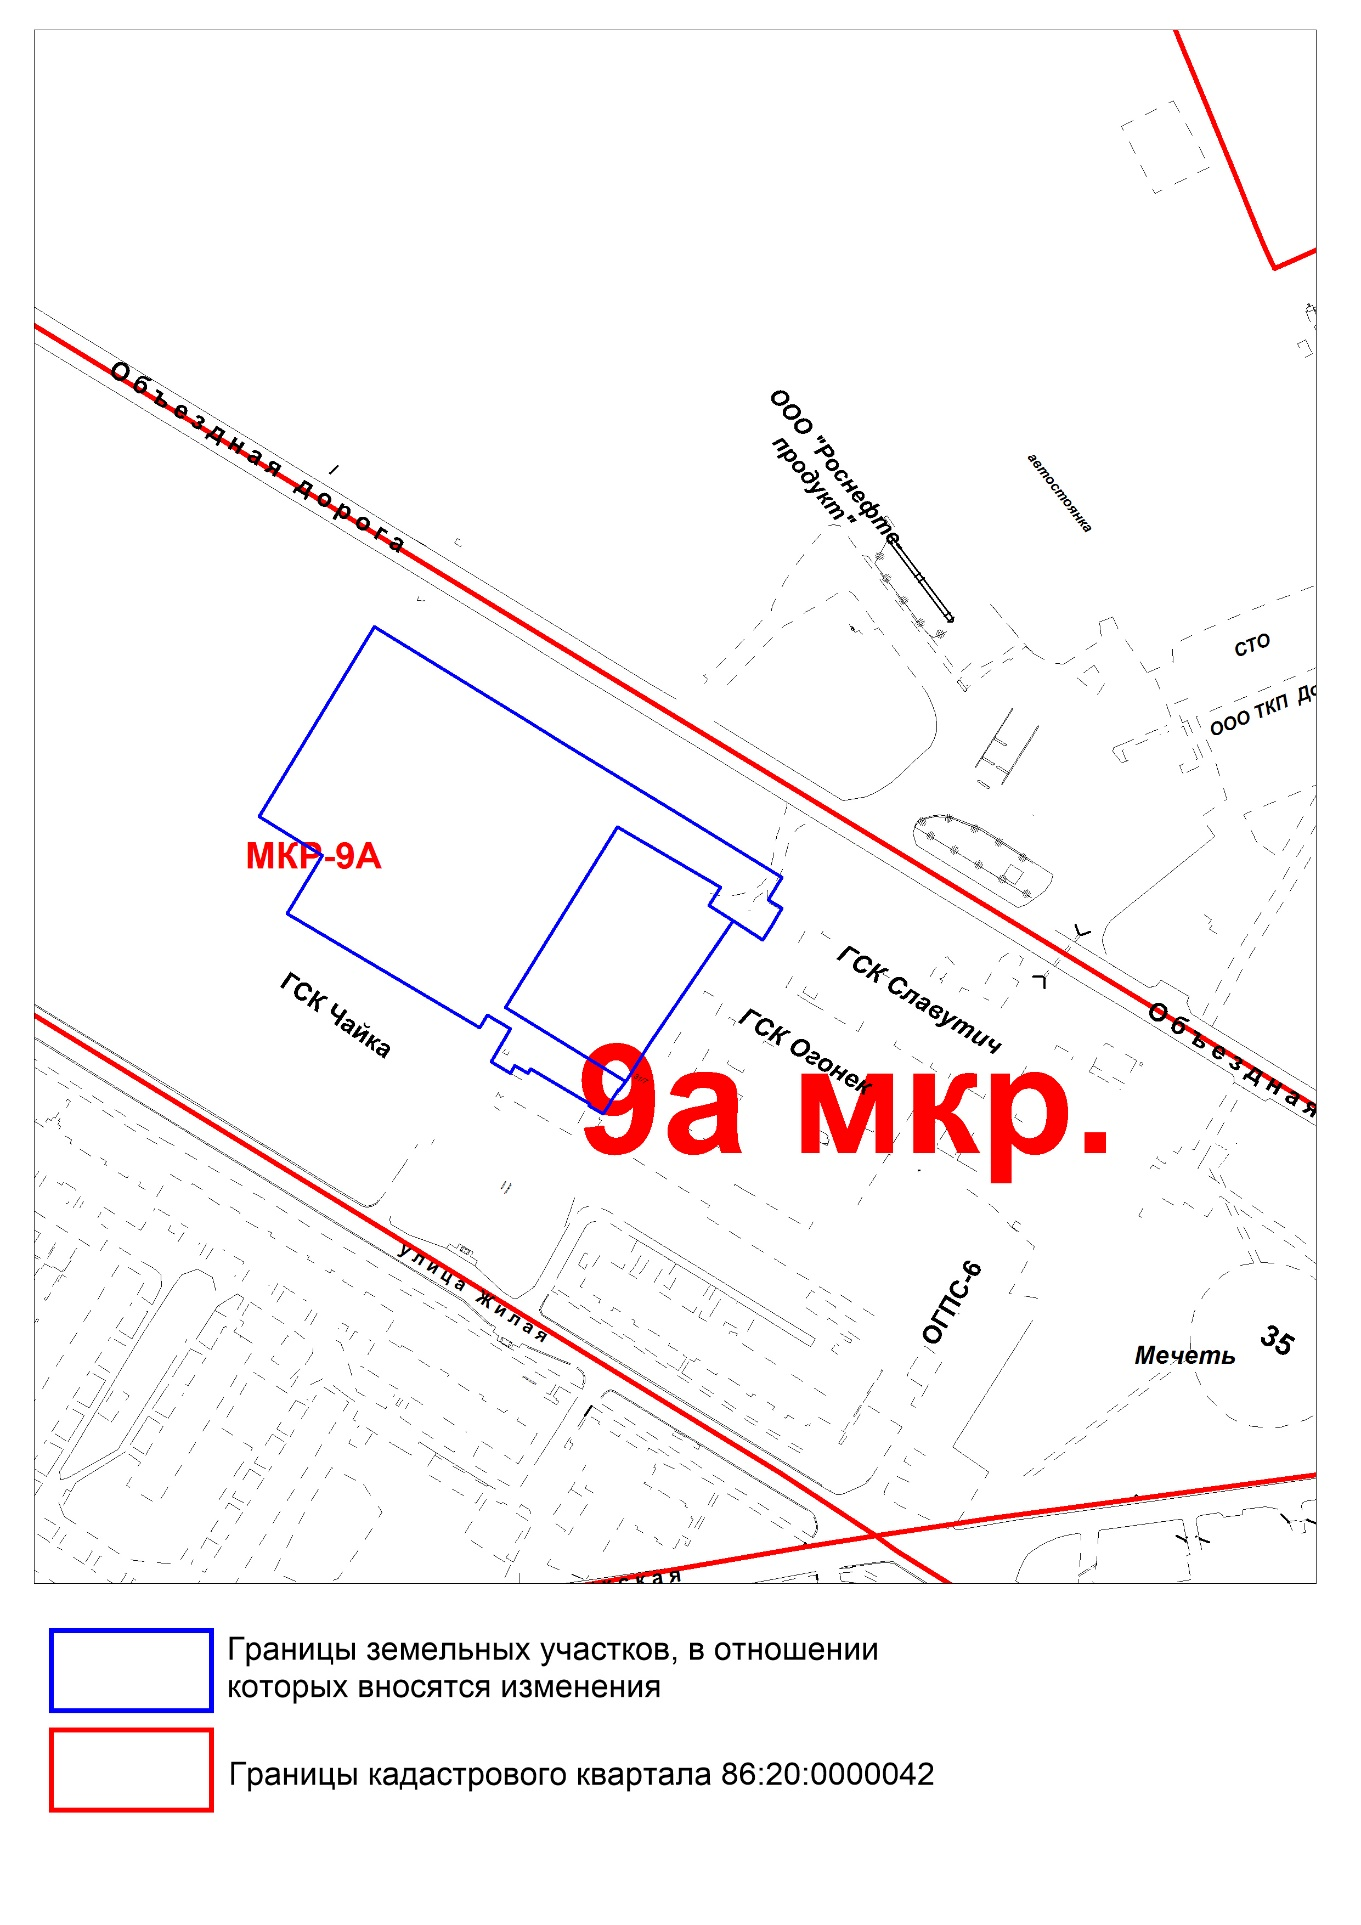 Объездная дорога
ООО "Роснефте-
продукт"
автостоянка
СТО
ООО ТКП До
МКР-9А
ГСК Чайка
ГСК Славутич
ГСК Огонек
Объездная
9а мкр.
улица Жилая
ОГПС-6
Мечеть
35
ская
Границы земельных участков, в отношении
которых вносятся изменения
Границы кадастрового квартала 86:20:0000042